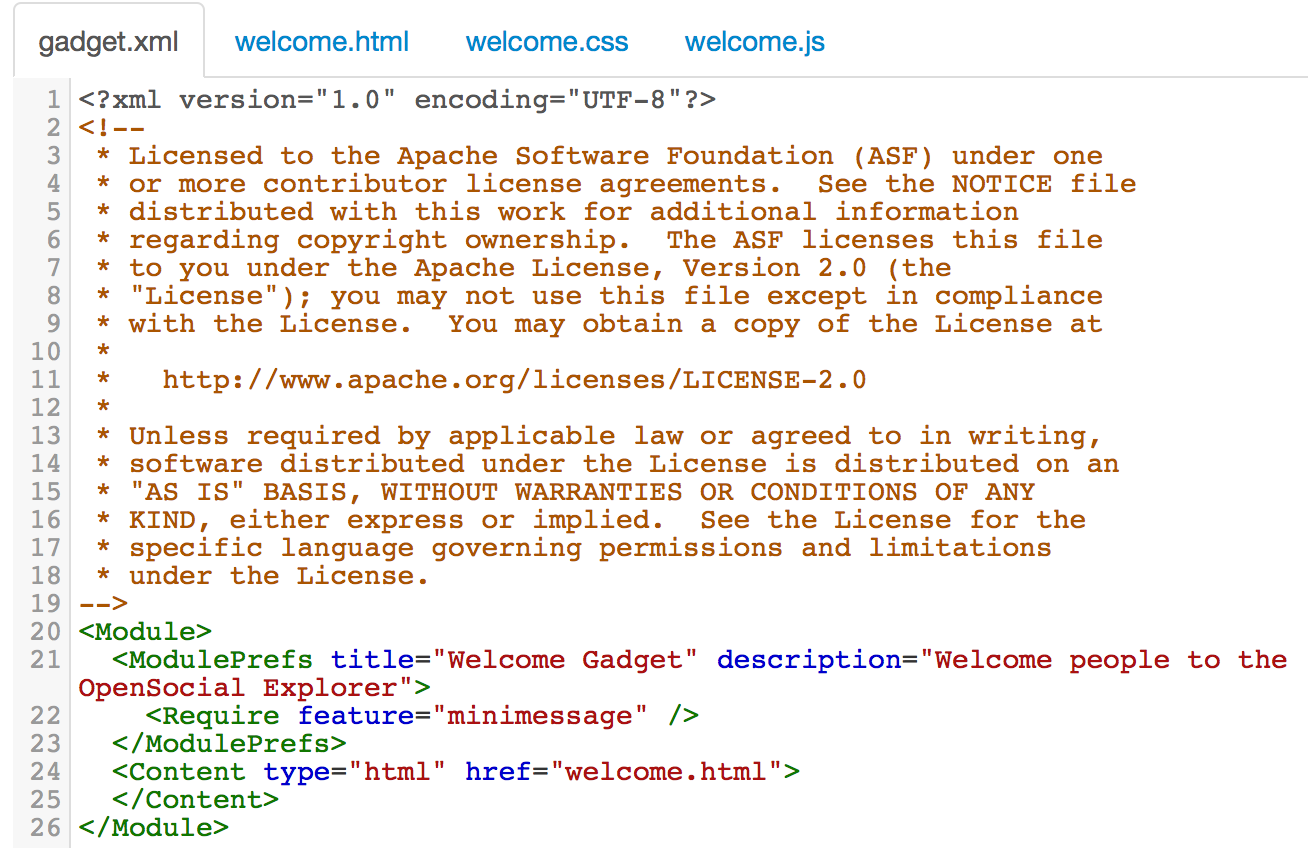 gadget.xml welcome.html welcome.css welcome.js
1 <?xml version="1.0" encoding="UTF-8"?>
2 <!--
3  * Licensed to the Apache Software Foundation (ASF) under one
4  * or more contributor license agreements.  See the NOTICE file
5  * distributed with this work for additional information
6  * regarding copyright ownership.  The ASF licenses this file
7  * to you under the Apache License, Version 2.0 (the
8  * "License"); you may not use this file except in compliance
9  * with the License.  You may obtain a copy of the License at
10  *
11  *   http://www.apache.org/licenses/LICENSE-2.0
12  *
13  * Unless required by applicable law or agreed to in writing,
14  * software distributed under the License is distributed on an
15  * "AS IS" BASIS, WITHOUT WARRANTIES OR CONDITIONS OF ANY
16  * KIND, either express or implied.  See the License for the
17  * specific language governing permissions and limitations
18  * under the License.
19 -->
20 <Module>
21   <ModulePrefs title="Welcome Gadget" description="Welcome people to the
OpenSocial Explorer">
22     <Require feature="minimessage" />
23   </ModulePrefs>
24   <Content type="html" href="welcome.html">
25   </Content>
26 </Module>